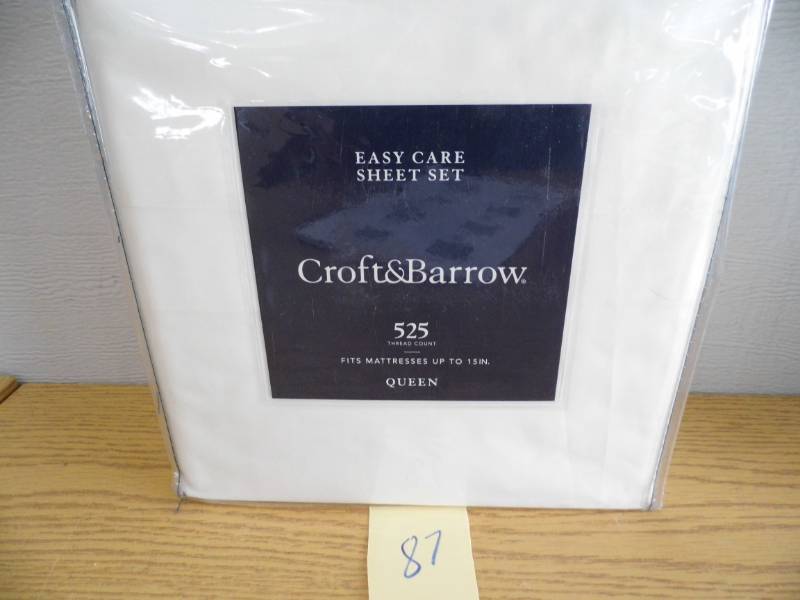 EASY CARE
SHEET SET
Croft&Barrow®
525
THREAD COUNT
FITS MATTRESSES UP TO 15IN.
QUEEN
87